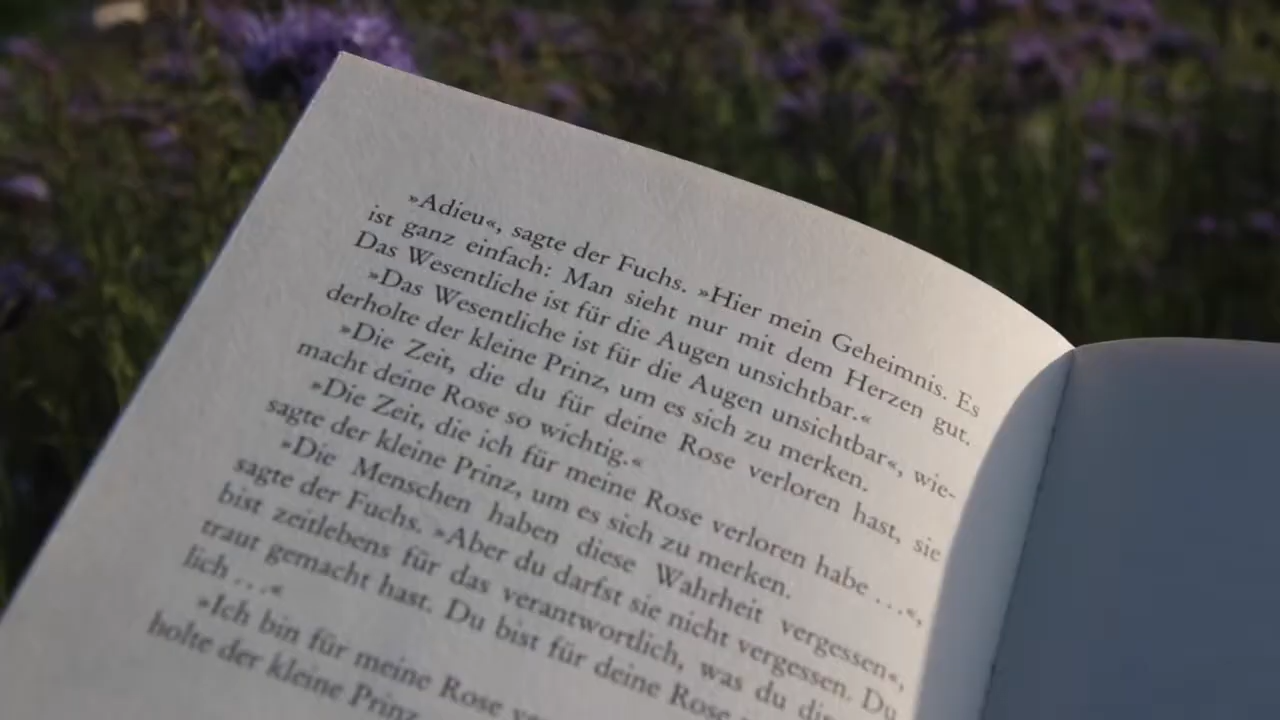 »Adieu«, sagte der Fuchs. »Hier mein Geheimnis. Es
ist ganz einfach: Man sieht nur mit dem Herzen gut.
Das Wesentliche ist für die Augen unsichtbar.«
»Das Wesentliche ist für die Augen unsichtbar«, wie-
derholte der kleine Prinz, um es sich zu merken.
»Die Zeit, die du für deine Rose verloren hast, sie
macht deine Rose so wichtig.«
»Die Zeit, die ich für meine Rose verloren habe ...«,
sagte der kleine Prinz, um es sich zu merken.
»Die Menschen haben diese Wahrheit vergessen«,
sagte der Fuchs. »Aber du darfst sie nicht vergessen. Du
bist zeitlebens für das verantwortlich, was du dir
traut gemacht hast. Du bist für deine Rose
lich ...«
»Ich bin für meine Rose
holte der kleine Prinz